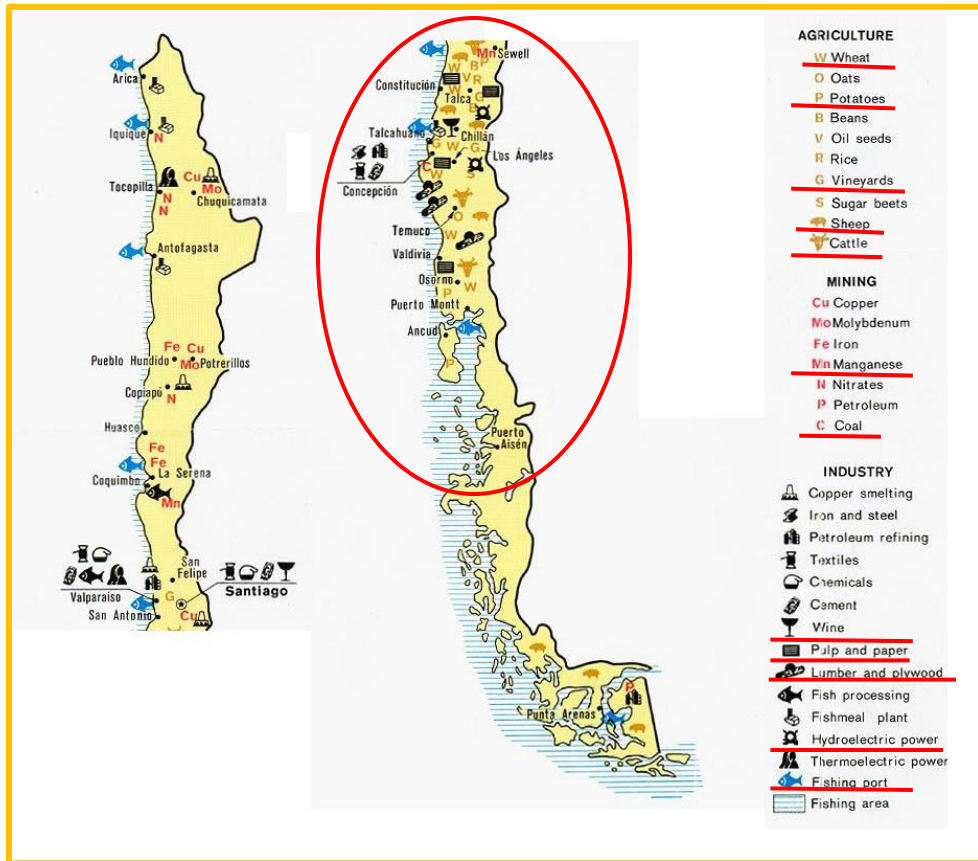 Arica
Iquique
N
Tocopilla
Cu
Mo
N
N
Chuquicamata
Antofagasta
Fe
Cu
Pueblo Hundido
Mo
Potrerillos
Copiapó
N
Huasco
Fe
Fe
La Serena
Coquimbo
Mn
San
Felipe
Valparaiso
Santiago
G
San Antonio
Cu
Mn
Sewell
W
B
P
V
R
Constitución
W
Talca
G
B
Talcahuano
Chillán
G
W
G
Los Ángeles
C
W
S
Concepción
Temuco
O
W
Valdivia
Osorno
P
W
Puerto Montt
Ancud
P
Puerto
Aisén
P
Punta Arenas
AGRICULTURE
W Wheat
O Oats
P Potatoes
B Beans
V Oil seeds
R Rice
G Vineyards
S Sugar beets
Sheep
Cattle
MINING
Cu Copper
Mo Molybdenum
Fe Iron
Mn Manganese
N Nitrates
P Petroleum
C Coal
INDUSTRY
Copper smelting
Iron and steel
Petroleum refining
Textiles
Chemicals
Cement
Wine
Pulp and paper
Lumber and plywood
Fish processing
Fishmeal plant
Hydroelectric power
Thermoelectric power
Fishing port
Fishing area